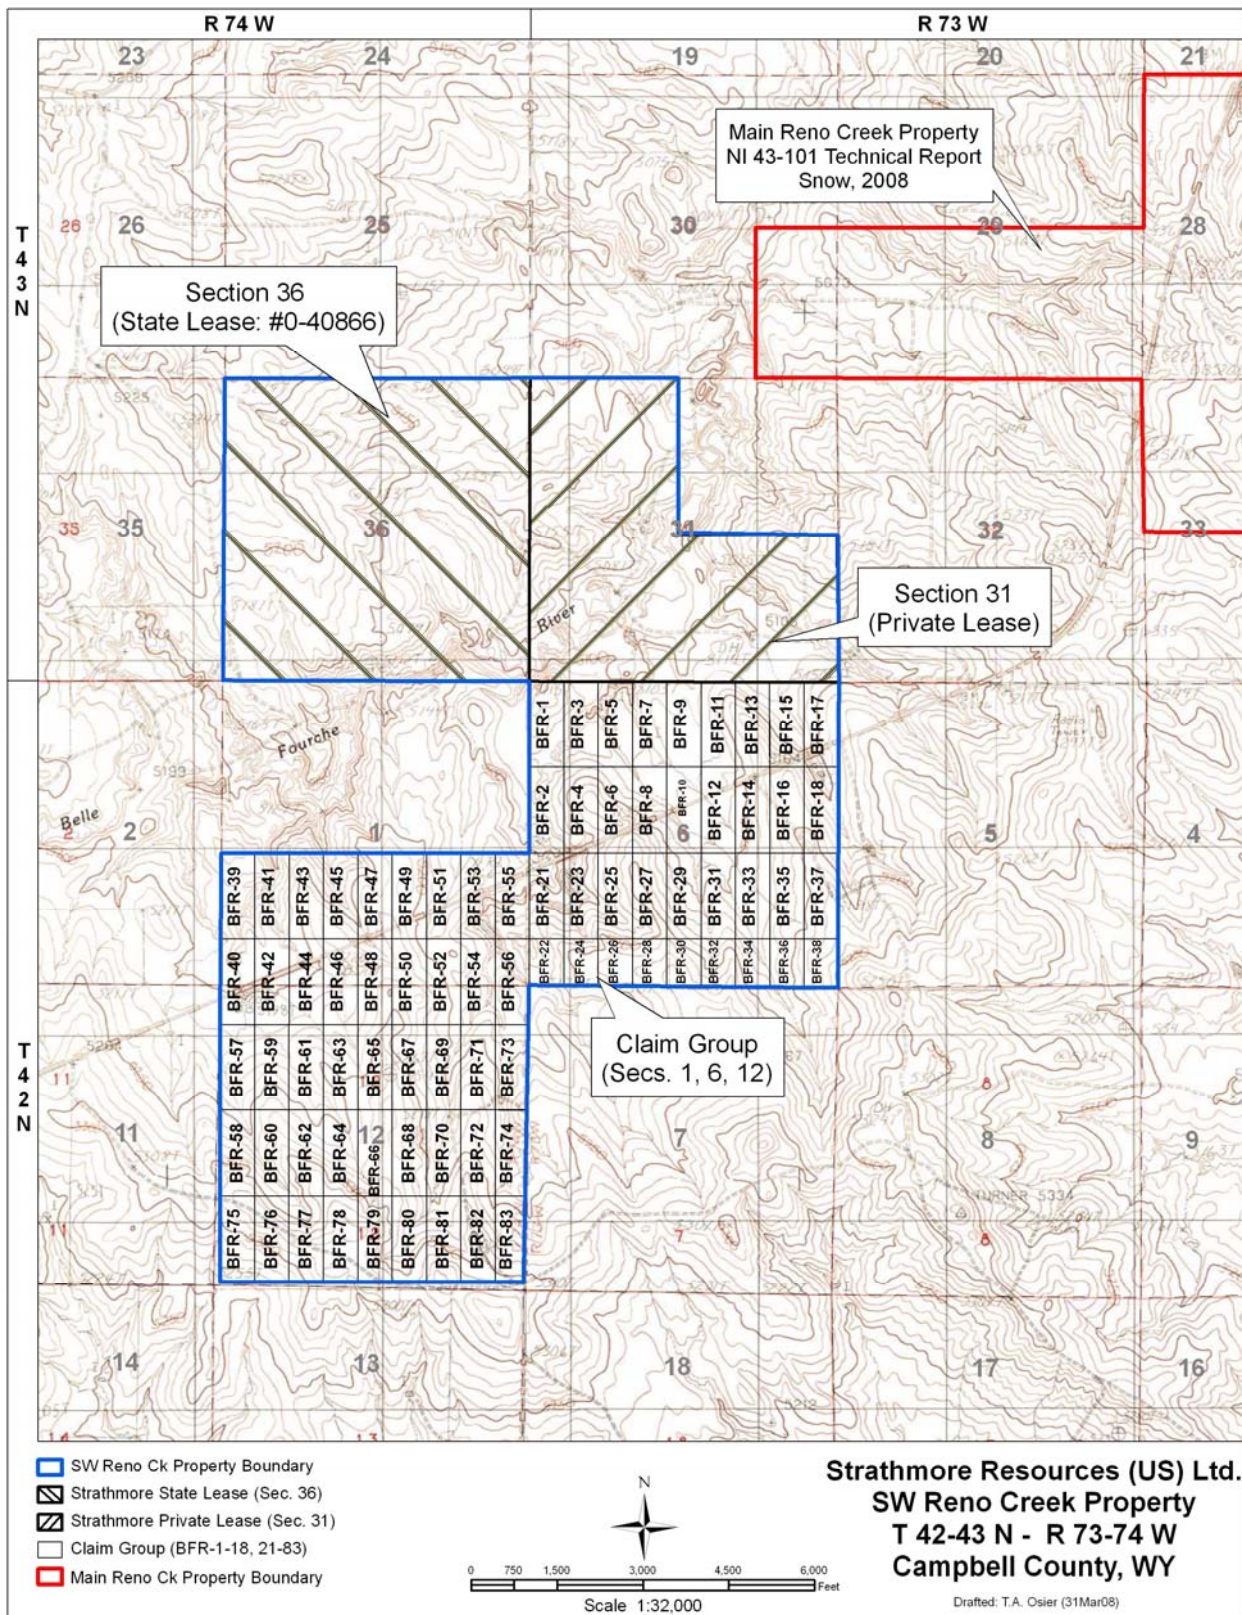 R 74 W
R 73 W
23
24
19
20
21
Main Reno Creek Property
NI 43-101 Technical Report
Snow, 2008
T
4
3
N
26
26
25
30
29
28
Section 36
(State Lease: #0-40866)
35
35
36
31
32
33
River
Section 31
(Private Lease)
BFR-1
BFR-3
BFR-5
BFR-7
BFR-9
BFR-11
BFR-13
BFR-15
BFR-17
Fourche
Radio
Tower
5193
Belle
2
2
1
BFR-2
BFR-4
BFR-6
BFR-8
BFR-10
6
BFR-12
BFR-14
BFR-16
BFR-18
5
4
BFR-39
BFR-41
BFR-43
BFR-45
BFR-47
BFR-49
BFR-51
BFR-53
BFR-55
BFR-21
BFR-23
BFR-25
BFR-27
BFR-29
BFR-31
BFR-33
BFR-35
BFR-37
BFR-40
BFR-42
BFR-44
BFR-46
BFR-48
BFR-50
BFR-52
BFR-54
BFR-56
BFR-22
BFR-24
BFR-26
BFR-28
BFR-30
BFR-32
BFR-34
BFR-36
BFR-38
Claim Group
(Secs. 1, 6, 12)
T
4
2
N
11
BFR-57
BFR-59
BFR-61
BFR-63
BFR-65
BFR-67
BFR-69
BFR-71
BFR-73
8
11
BFR-58
BFR-60
BFR-62
BFR-64
12
BFR-66
BFR-68
BFR-70
BFR-72
BFR-74
7
8
9
TURNER 5334
11
BFR-75
BFR-76
BFR-77
BFR-78
BFR-79
BFR-80
BFR-81
BFR-82
BFR-83
7
8
14
13
18
17
16
5212
SW Reno Ck Property Boundary
Strathmore State Lease (Sec. 36)
Strathmore Private Lease (Sec. 31)
Claim Group (BFR-1-18, 21-83)
Main Reno Ck Property Boundary
N
0 750 1,500 3,000 4,500 6,000
Feet
Scale 1:32,000
Strathmore Resources (US) Ltd.
SW Reno Creek Property
T 42-43 N - R 73-74 W
Campbell County, WY
Drafted: T.A. Osier (31Mar08)